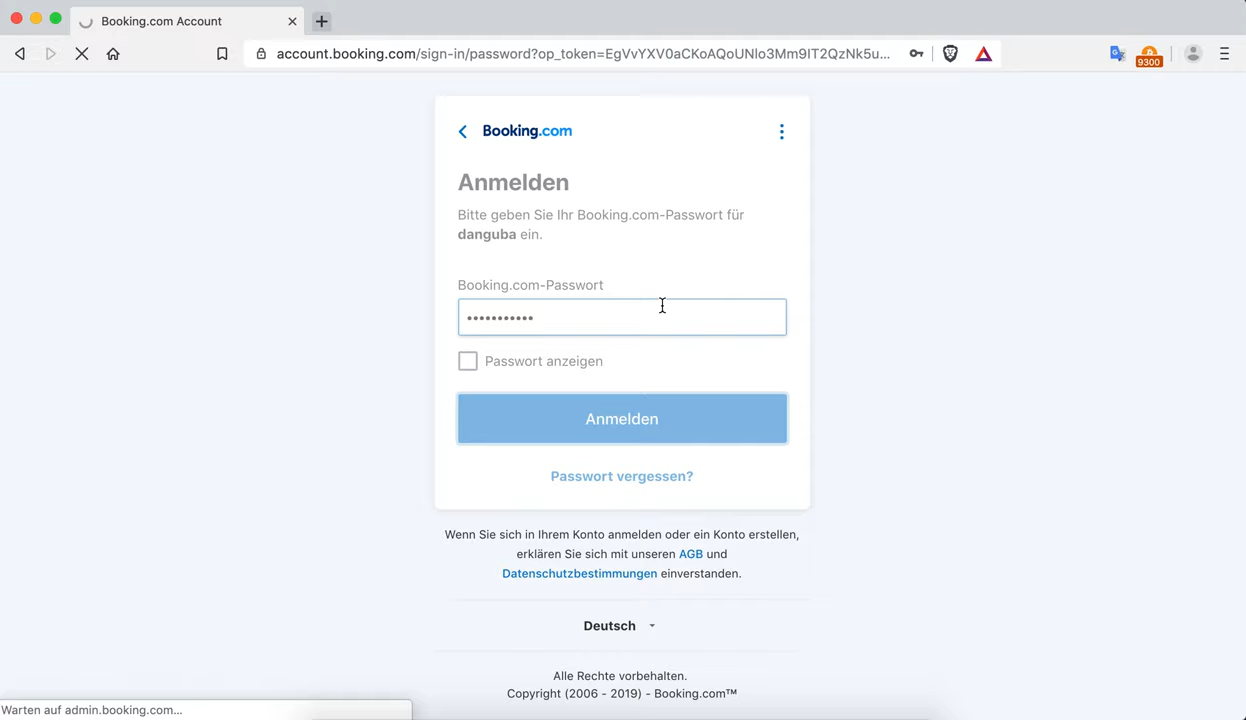 Booking.com Account
account.booking.com/sign-in/password?op_token=EgVvYXV0aCKoAQoUNlo3Mm9IT2QzNk5u...
9300
Booking.com
Anmelden
Bitte geben Sie Ihr Booking.com-Passwort für
danguba ein.
Booking.com-Passwort
•••••••••••
Passwort anzeigen
Anmelden
Passwort vergessen?
Wenn Sie sich in Ihrem Konto anmelden oder ein Konto erstellen,
erklären Sie sich mit unseren AGB und
Datenschutzbestimmungen einverstanden.
Deutsch
Alle Rechte vorbehalten.
Copyright (2006 - 2019) - Booking.com™
Warten auf admin.booking.com...